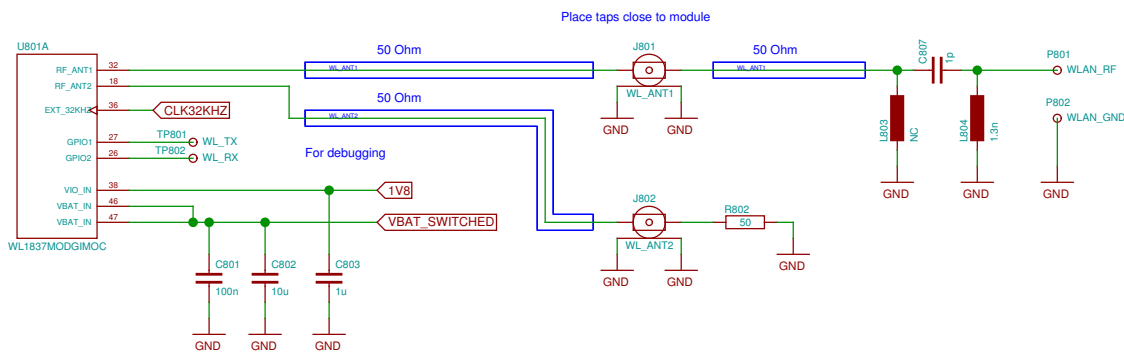 Place taps close to module
U801A
50 Ohm
J801
50 Ohm
C807
1p
P801
RF_ANT1
32
WL_ANT1
WL_ANT1
WLAN_RF
RF_ANT2
18
WL_ANT1
50 Ohm
P802
EXT_32KHZ
36
CLK32KHZ
WL_ANT2
GND
GND
L803
NC
L804
1.3n
WLAN_GND
TP801
GPIO1
27
WL_TX
TP802
GPIO2
26
WL_RX
For debugging
VIO_IN
38
1V8
GND
GND
GND
VBAT_IN
46
J802
R802
VBAT_IN
47
VBAT_SWITCHED
50
WL1837MODGIMOC
WL_ANT2
C801
C802
C803
GND
GND
GND
100n
10u
1u
GND
GND
GND